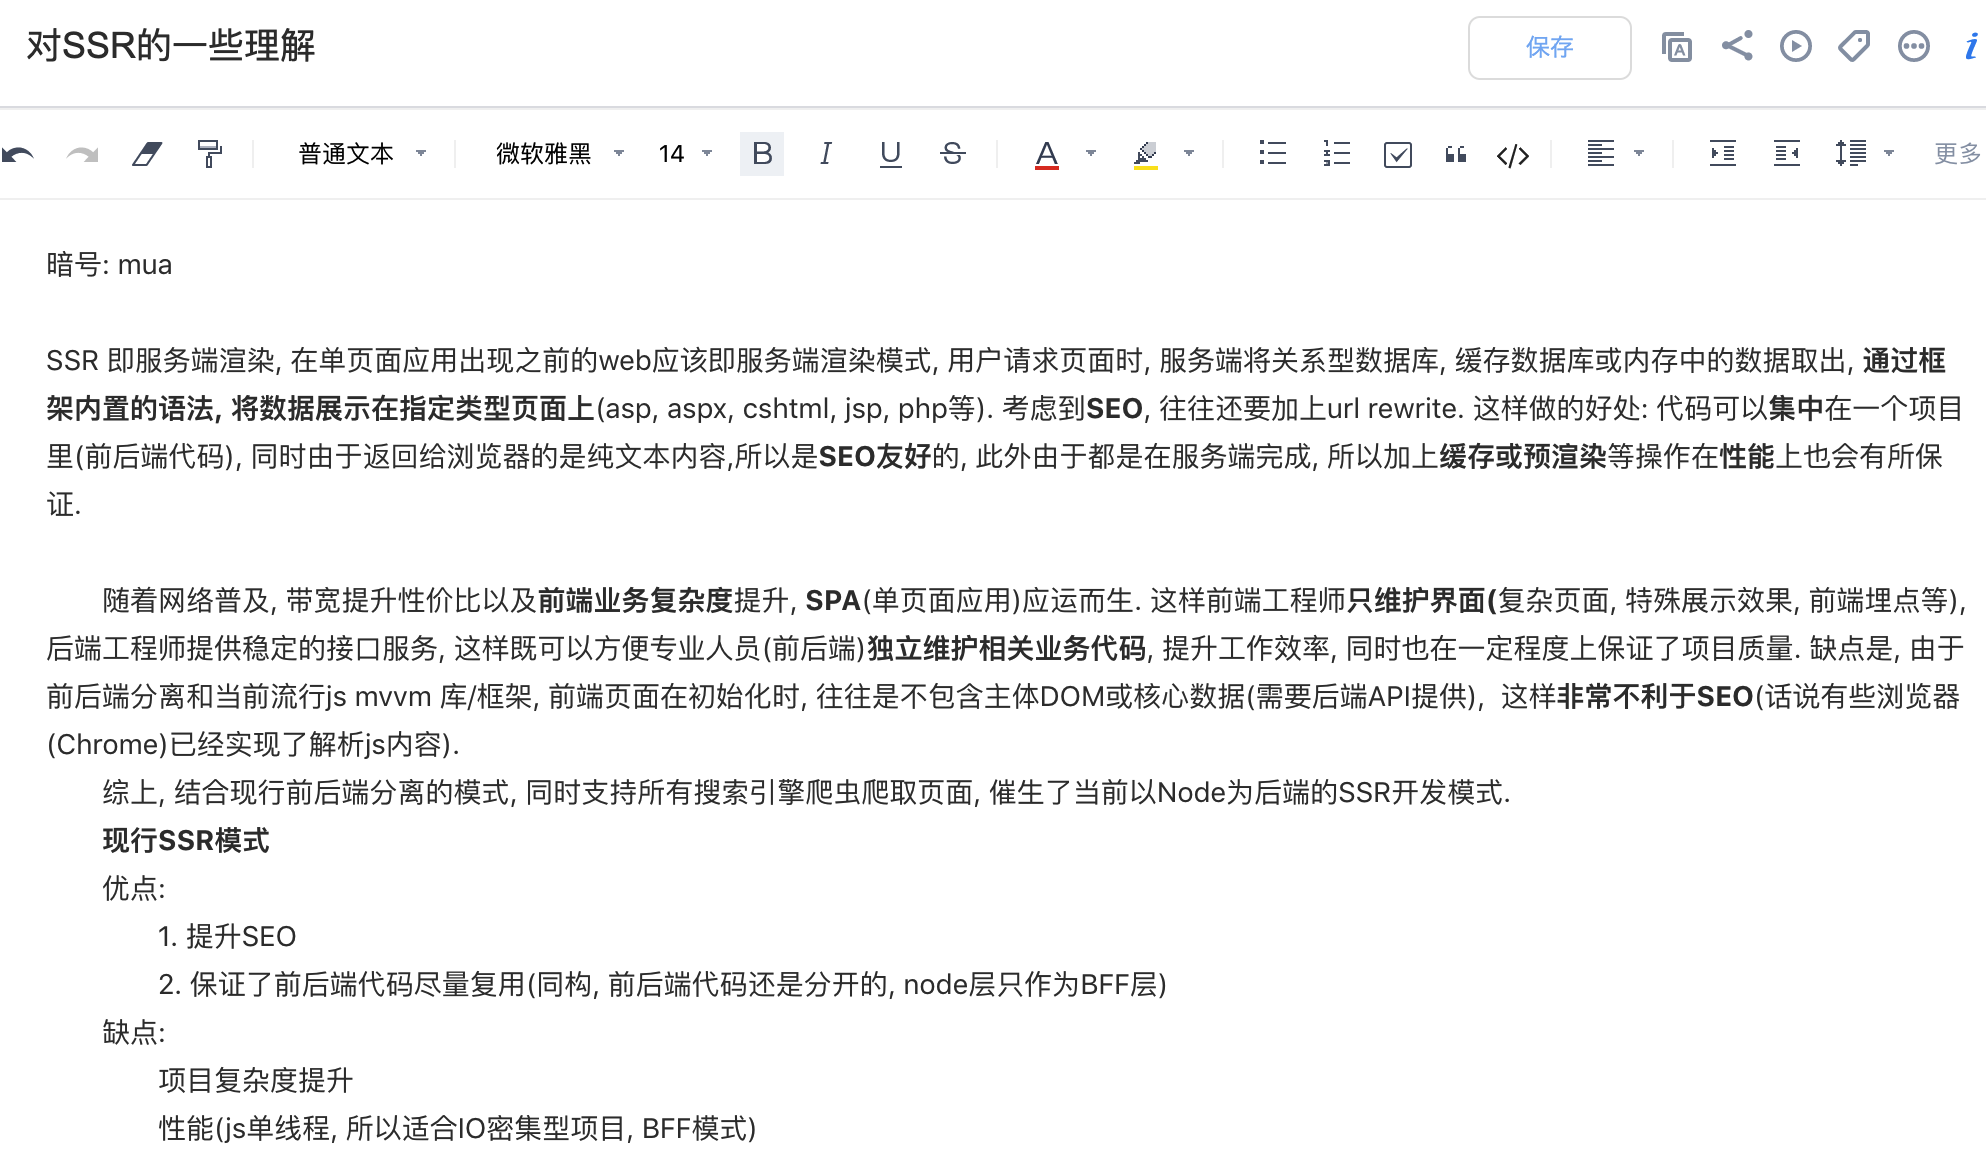 对SSR的一些理解
保存
普通文本 微软雅黑 14 B I U S A 更多
暗号: mua
SSR 即服务端渲染, 在单页面应用出现之前的web应该即服务端渲染模式, 用户请求页面时, 服务端将关系型数据库, 缓存数据库或内存中的数据取出, 通过框
架内置的语法, 将数据展示在指定类型页面上(asp, aspx, cshtml, jsp, php等). 考虑到SEO, 往往还要加上url rewrite. 这样做的好处: 代码可以集中在一个项目
里(前后端代码), 同时由于返回给浏览器的是纯文本内容,所以是SEO友好的, 此外由于都是在服务端完成, 所以加上缓存或预渲染等操作在性能上也会有所保
证.
随着网络普及, 带宽提升性价比以及前端业务复杂度提升, SPA(单页面应用)应运而生. 这样前端工程师只维护界面(复杂页面, 特殊展示效果, 前端埋点等),
后端工程师提供稳定的接口服务, 这样既可以方便专业人员(前后端)独立维护相关业务代码, 提升工作效率, 同时也在一定程度上保证了项目质量. 缺点是, 由于
前后端分离和当前流行js mvvm 库/框架, 前端页面在初始化时, 往往是不包含主体DOM或核心数据(需要后端API提供),  这样非常不利于SEO(话说有些浏览器
(Chrome)已经实现了解析js内容).
综上, 结合现行前后端分离的模式, 同时支持所有搜索引擎爬虫爬取页面, 催生了当前以Node为后端的SSR开发模式.
现行SSR模式
优点:
1. 提升SEO
2. 保证了前后端代码尽量复用(同构, 前后端代码还是分开的, node层只作为BFF层)
缺点:
项目复杂度提升
性能(js单线程, 所以适合IO密集型项目, BFF模式)